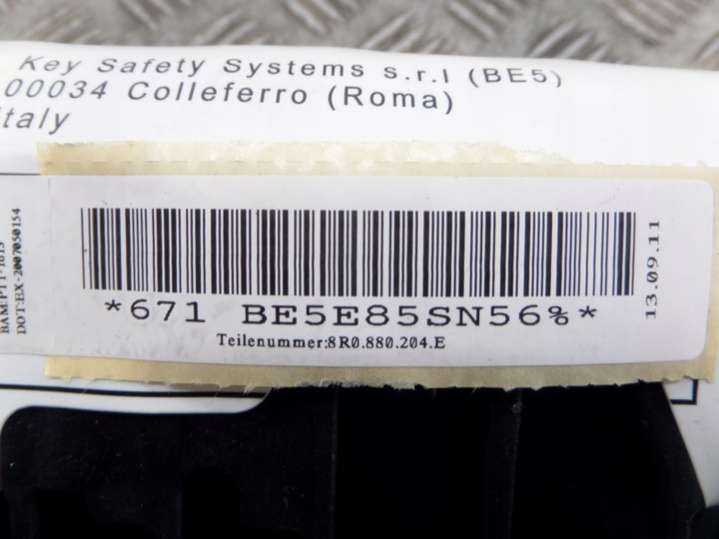 Key Safety Systems s.r.l (BE5)
00034 Colleferro (Roma)
Italy
*671 BE5E85SN56%*
Teilenummer:8R0.880.204.E
13.09.11